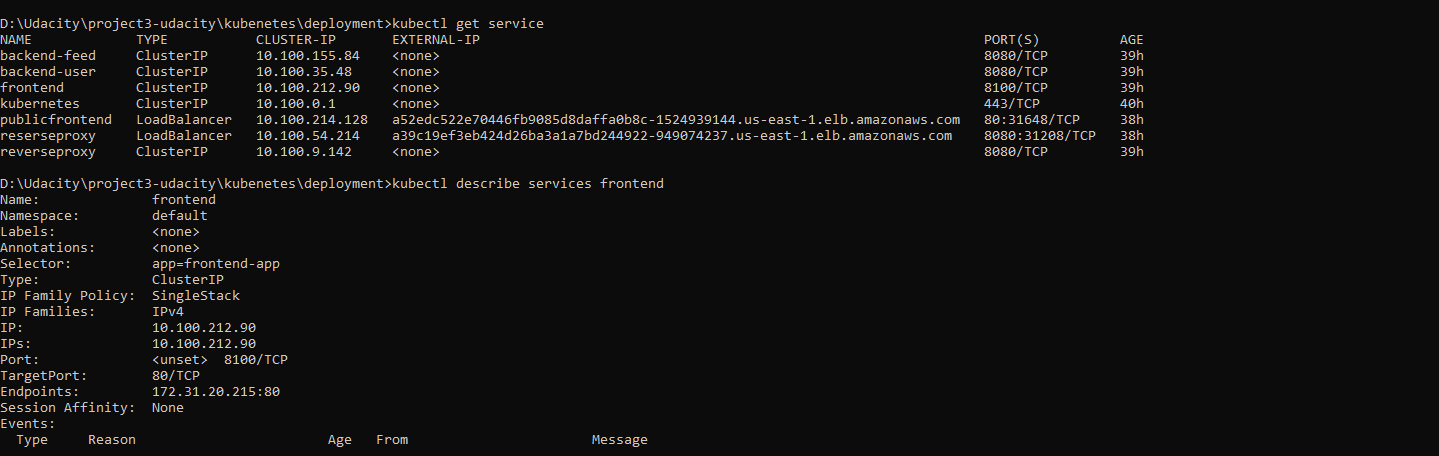 D:\Udacity\project3-udacity\kubenetes\deployment>kubectl get service
NAME TYPE CLUSTER-IP EXTERNAL-IP PORT(S) AGE
backend-feed ClusterIP 10.100.155.84 <none> 8080/TCP 39h
backend-user ClusterIP 10.100.35.48 <none> 8080/TCP 39h
frontend ClusterIP 10.100.212.90 <none> 8100/TCP 39h
kubernetes ClusterIP 10.100.0.1 <none> 443/TCP 40h
publicfrontend LoadBalancer 10.100.214.128 a52edc522e70446fb9085d8daffa0b8c-1524939144.us-east-1.elb.amazonaws.com 80:31648/TCP 38h
reserseproxy LoadBalancer 10.100.54.214 a39c19ef3eb424d26ba3a1a7bd244922-949074237.us-east-1.elb.amazonaws.com 8080:31208/TCP 38h
reverseproxy ClusterIP 10.100.9.142 <none> 8080/TCP 39h
D:\Udacity\project3-udacity\kubenetes\deployment>kubectl describe services frontend
Name: frontend
Namespace: default
Labels: <none>
Annotations: <none>
Selector: app=frontend-app
Type: ClusterIP
IP Family Policy: SingleStack
IP Families: IPv4
IP: 10.100.212.90
IPs: 10.100.212.90
Port: <unset> 8100/TCP
TargetPort: 80/TCP
Endpoints: 172.31.20.215:80
Session Affinity: None
Events:
Type Reason Age From Message